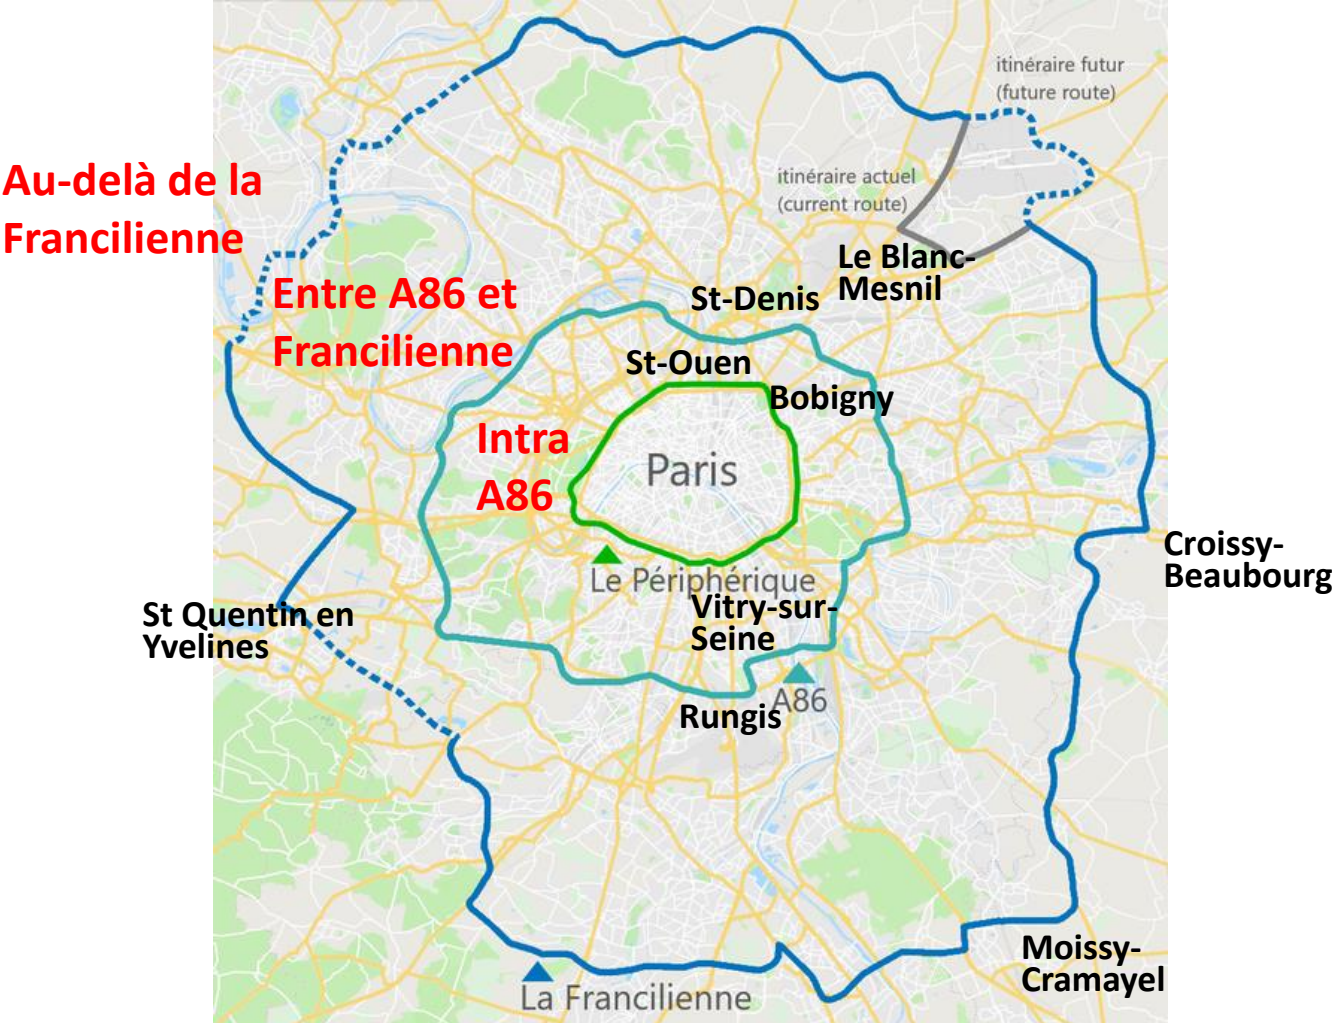 itinéraire futur
(future route)
Au-delà de la
Francilienne
itinéraire actuel
(current route)
Le Blanc-
Mesnil
Entre A86 et
Francilienne
St-Denis
St-Ouen
Bobigny
Intra
A86
Paris
Croissy-
Beaubourg
Le Périphérique
Vitry-sur-
Seine
St Quentin en
Yvelines
A86
Rungis
Moissy-
Cramayel
La Francilienne